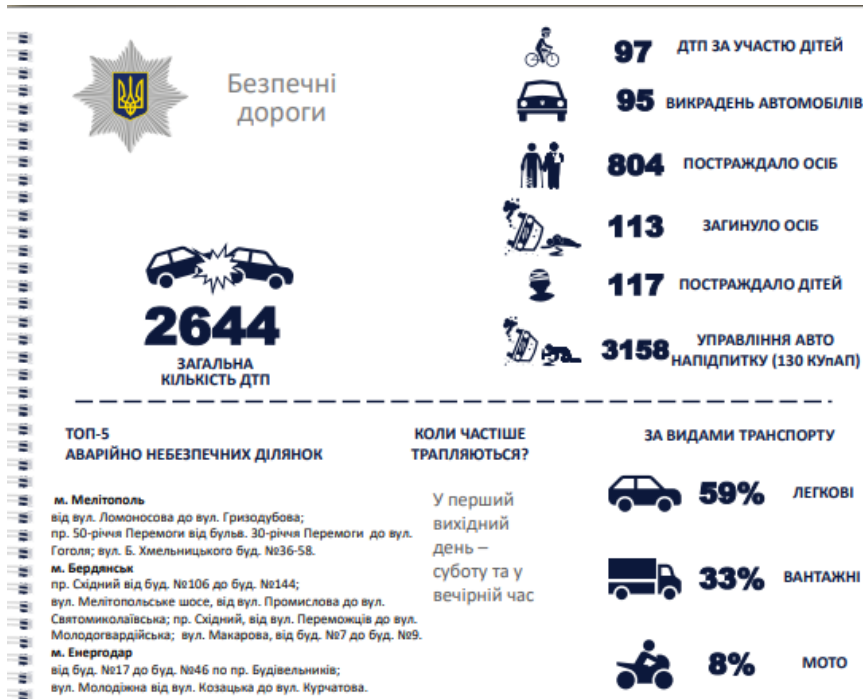 Безпечні
дороги
97 ДТП ЗА УЧАСТЮ ДІТЕЙ
95 ВИКРАДЕНЬ АВТОМОБІЛІВ
804 ПОСТРАЖДАЛО ОСІБ
113 ЗАГИНУЛО ОСІБ
117 ПОСТРАЖДАЛО ДІТЕЙ
3158 УПРАВЛІННЯ АВТО
НАПІДПИТКУ (130 КУпАП)
2644
ЗАГАЛЬНА
КІЛЬКІСТЬ ДТП
ТОП-5
АВАРІЙНО НЕБЕЗПЕЧНИХ ДІЛЯНОК
м. Мелітополь
від вул. Ломоносова до вул. Гризодубова;
пр. 50-річчя Перемоги від бульв. 30-річчя Перемоги до вул.
Гоголя; вул. Б. Хмельницького буд. №36-58.
м. Бердянськ
пр. Східний від буд. №106 до буд. №144;
вул. Мелітопольське шосе, від вул. Промислова до вул.
Святомиколаївська; пр. Східний, від вул. Переможців до вул.
Молодогвардійська; вул. Макарова, від буд. №7 до буд. №9.
м. Енергодар
від буд. №17 до буд. №46 по пр. Будівельників;
вул. Молодіжна від вул. Козацька до вул. Курчатова.
КОЛИ ЧАСТІШЕ
ТРАПЛЯЮТЬСЯ?
У перший
вихідний
день –
суботу та у
вечірній час
ЗА ВИДАМИ ТРАНСПОРТУ
59% ЛЕГКОВІ
33% ВАНТАЖНІ
8% МОТО